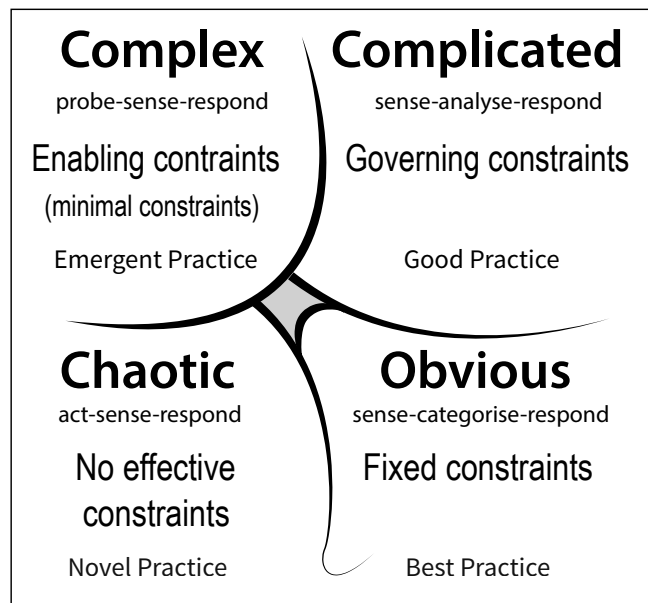 Complex
probe-sense-respond
Enabling contraints
(minimal constraints)
Emergent Practice
Complicated
sense-analyse-respond
Governing constraints
Good Practice
Chaotic
act-sense-respond
No effective
constraints
Novel Practice
Obvious
sense-categorise-respond
Fixed constraints
Best Practice